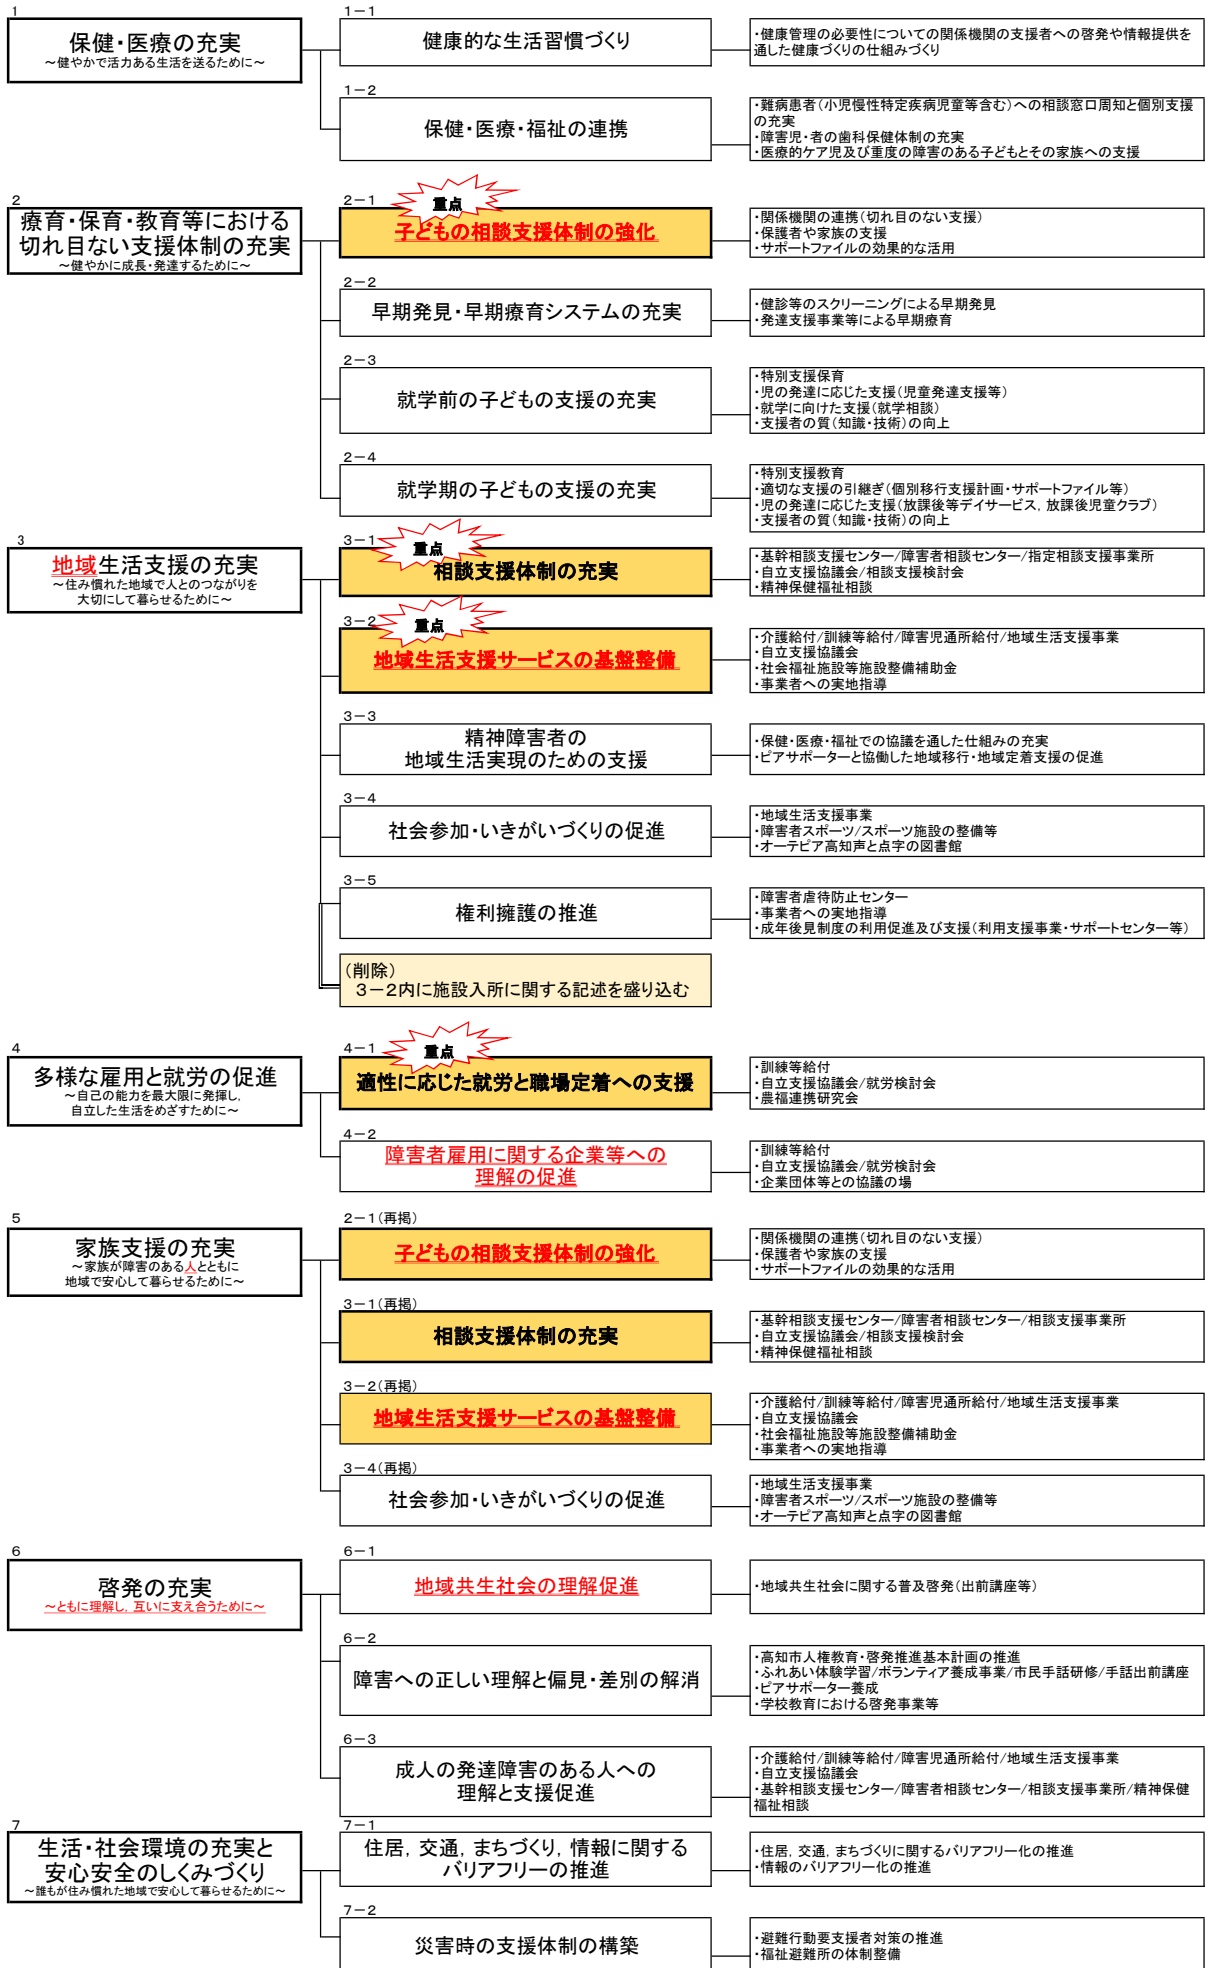 1
保健・医療の充実
～健やかで活力ある生活を送るために～
1－1
健康的な生活習慣づくり
・健康管理の必要性についての関係機関の支援者への啓発や情報提供を
通した健康づくりの仕組みづくり
1－2
保健・医療・福祉の連携
・難病患者(小児慢性特定疾病児童等含む)への相談窓口周知と個別支援
の充実
・障害児・者の歯科保健体制の充実
・医療的ケア児及び重度の障害のある子どもとその家族への支援
2
療育・保育・教育等における
切れ目ない支援体制の充実
～健やかに成長・発達するために～
2－1
重点
子どもの相談支援体制の強化
・関係機関の連携(切れ目のない支援)
・保護者や家族の支援
・サポートファイルの効果的な活用
2－2
早期発見・早期療育システムの充実
・健診等のスクリーニングによる早期発見
・発達支援事業等による早期療育
2－3
就学前の子どもの支援の充実
・特別支援保育
・児の発達に応じた支援(児童発達支援等)
・就学に向けた支援(就学相談)
・支援者の質(知識・技術)の向上
2－4
就学期の子どもの支援の充実
・特別支援教育
・適切な支援の引継ぎ(個別移行支援計画・サポートファイル等)
・児の発達に応じた支援(放課後等デイサービス,放課後児童クラブ)
・支援者の質(知識・技術)の向上
3
地域生活支援の充実
～住み慣れた地域で人とのつながりを
大切にして暮らせるために～
3－1
重点
相談支援体制の充実
・基幹相談支援センター/障害者相談センター/指定相談支援事業所
・自立支援協議会/相談支援検討会
・精神保健福祉相談
3－2
重点
地域生活支援サービスの基盤整備
・介護給付/訓練等給付/障害児通所給付/地域生活支援事業
・自立支援協議会
・社会福祉施設等施設整備補助金
・事業者への実地指導
3－3
精神障害者の
地域生活実現のための支援
・保健・医療・福祉での協議を通した仕組みの充実
・ピアサポーターと協働した地域移行・地域定着支援の促進
3－4
社会参加・いきがいづくりの促進
・地域生活支援事業
・障害者スポーツ/スポーツ施設の整備等
・オーテピア高知声と点字の図書館
3－5
権利擁護の推進
・障害者虐待防止センター
・事業者への実地指導
・成年後見制度の利用促進及び支援(利用支援事業・サポートセンター等)
(削除)
3－2内に施設入所に関する記述を盛り込む
4
多様な雇用と就労の促進
～自己の能力を最大限に発揮し,
自立した生活をめざすために～
4－1
重点
適性に応じた就労と職場定着への支援
・訓練等給付
・自立支援協議会/就労検討会
・農福連携研究会
4－2
障害者雇用に関する企業等への
理解の促進
・訓練等給付
・自立支援協議会/就労検討会
・企業団体等との協議の場
5
家族支援の充実
～家族が障害のある人とともに
地域で安心して暮らせるために～
2－1(再掲)
子どもの相談支援体制の強化
・関係機関の連携(切れ目のない支援)
・保護者や家族の支援
・サポートファイルの効果的な活用
3－1(再掲)
相談支援体制の充実
・基幹相談支援センター/障害者相談センター/相談支援事業所
・自立支援協議会/相談支援検討会
・精神保健福祉相談
3－2(再掲)
地域生活支援サービスの基盤整備
・介護給付/訓練等給付/障害児通所給付/地域生活支援事業
・自立支援協議会
・社会福祉施設等施設整備補助金
・事業者への実地指導
3－4(再掲)
社会参加・いきがいづくりの促進
・地域生活支援事業
・障害者スポーツ/スポーツ施設の整備等
・オーテピア高知声と点字の図書館
6
啓発の充実
～ともに理解し,互いに支え合うために～
6－1
地域共生社会の理解促進
・地域共生社会に関する普及啓発(出前講座等)
6－2
障害への正しい理解と偏見・差別の解消
・高知市人権教育・啓発推進基本計画の推進
・ふれあい体験学習/ボランティア養成事業/市民手話研修/手話出前講座
・ピアサポーター養成
・学校教育における啓発事業等
6－3
成人の発達障害のある人への
理解と支援促進
・介護給付/訓練等給付/障害児通所給付/地域生活支援事業
・自立支援協議会
・基幹相談支援センター/障害者相談センター/相談支援事業所/精神保健
福祉相談
7
生活・社会環境の充実と
安心安全のしくみづくり
～誰もが住み慣れた地域で安心して暮らせるために～
7－1
住居,交通,まちづくり,情報に関する
バリアフリーの推進
・住居,交通,まちづくりに関するバリアフリー化の推進
・情報のバリアフリー化の推進
7－2
災害時の支援体制の構築
・避難行動要支援者対策の推進
・福祉避難所の体制整備